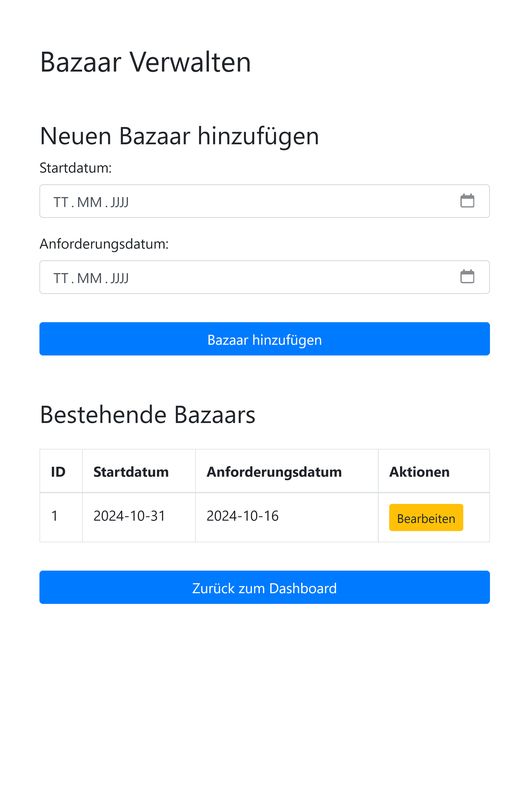 Bazaar Verwalten
Neuen Bazaar hinzufügen
Startdatum:
TT.MM.JJJJ
Anforderungsdatum:
TT.MM.JJJJ
Bazaar hinzufügen
Bestehende Bazaars
ID Startdatum Anforderungsdatum Aktionen
1 2024-10-31 2024-10-16 Bearbeiten
Zurück zum Dashboard